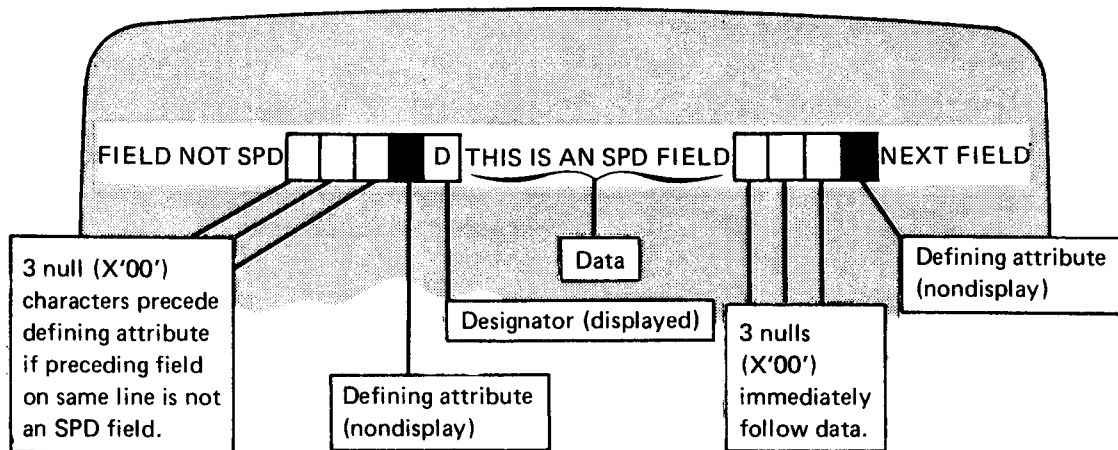 FIELD NOT SPD D THIS IS AN SPD FIELD NEXT FIELD
3 null (X'00')
characters precede
defining attribute
if preceding field
on same line is not
an SPD field.
Defining attribute
(nondisplay)
Designator (displayed)
Data
3 nulls
(X'00')
immediately
follow data.
Defining attribute
(nondisplay)